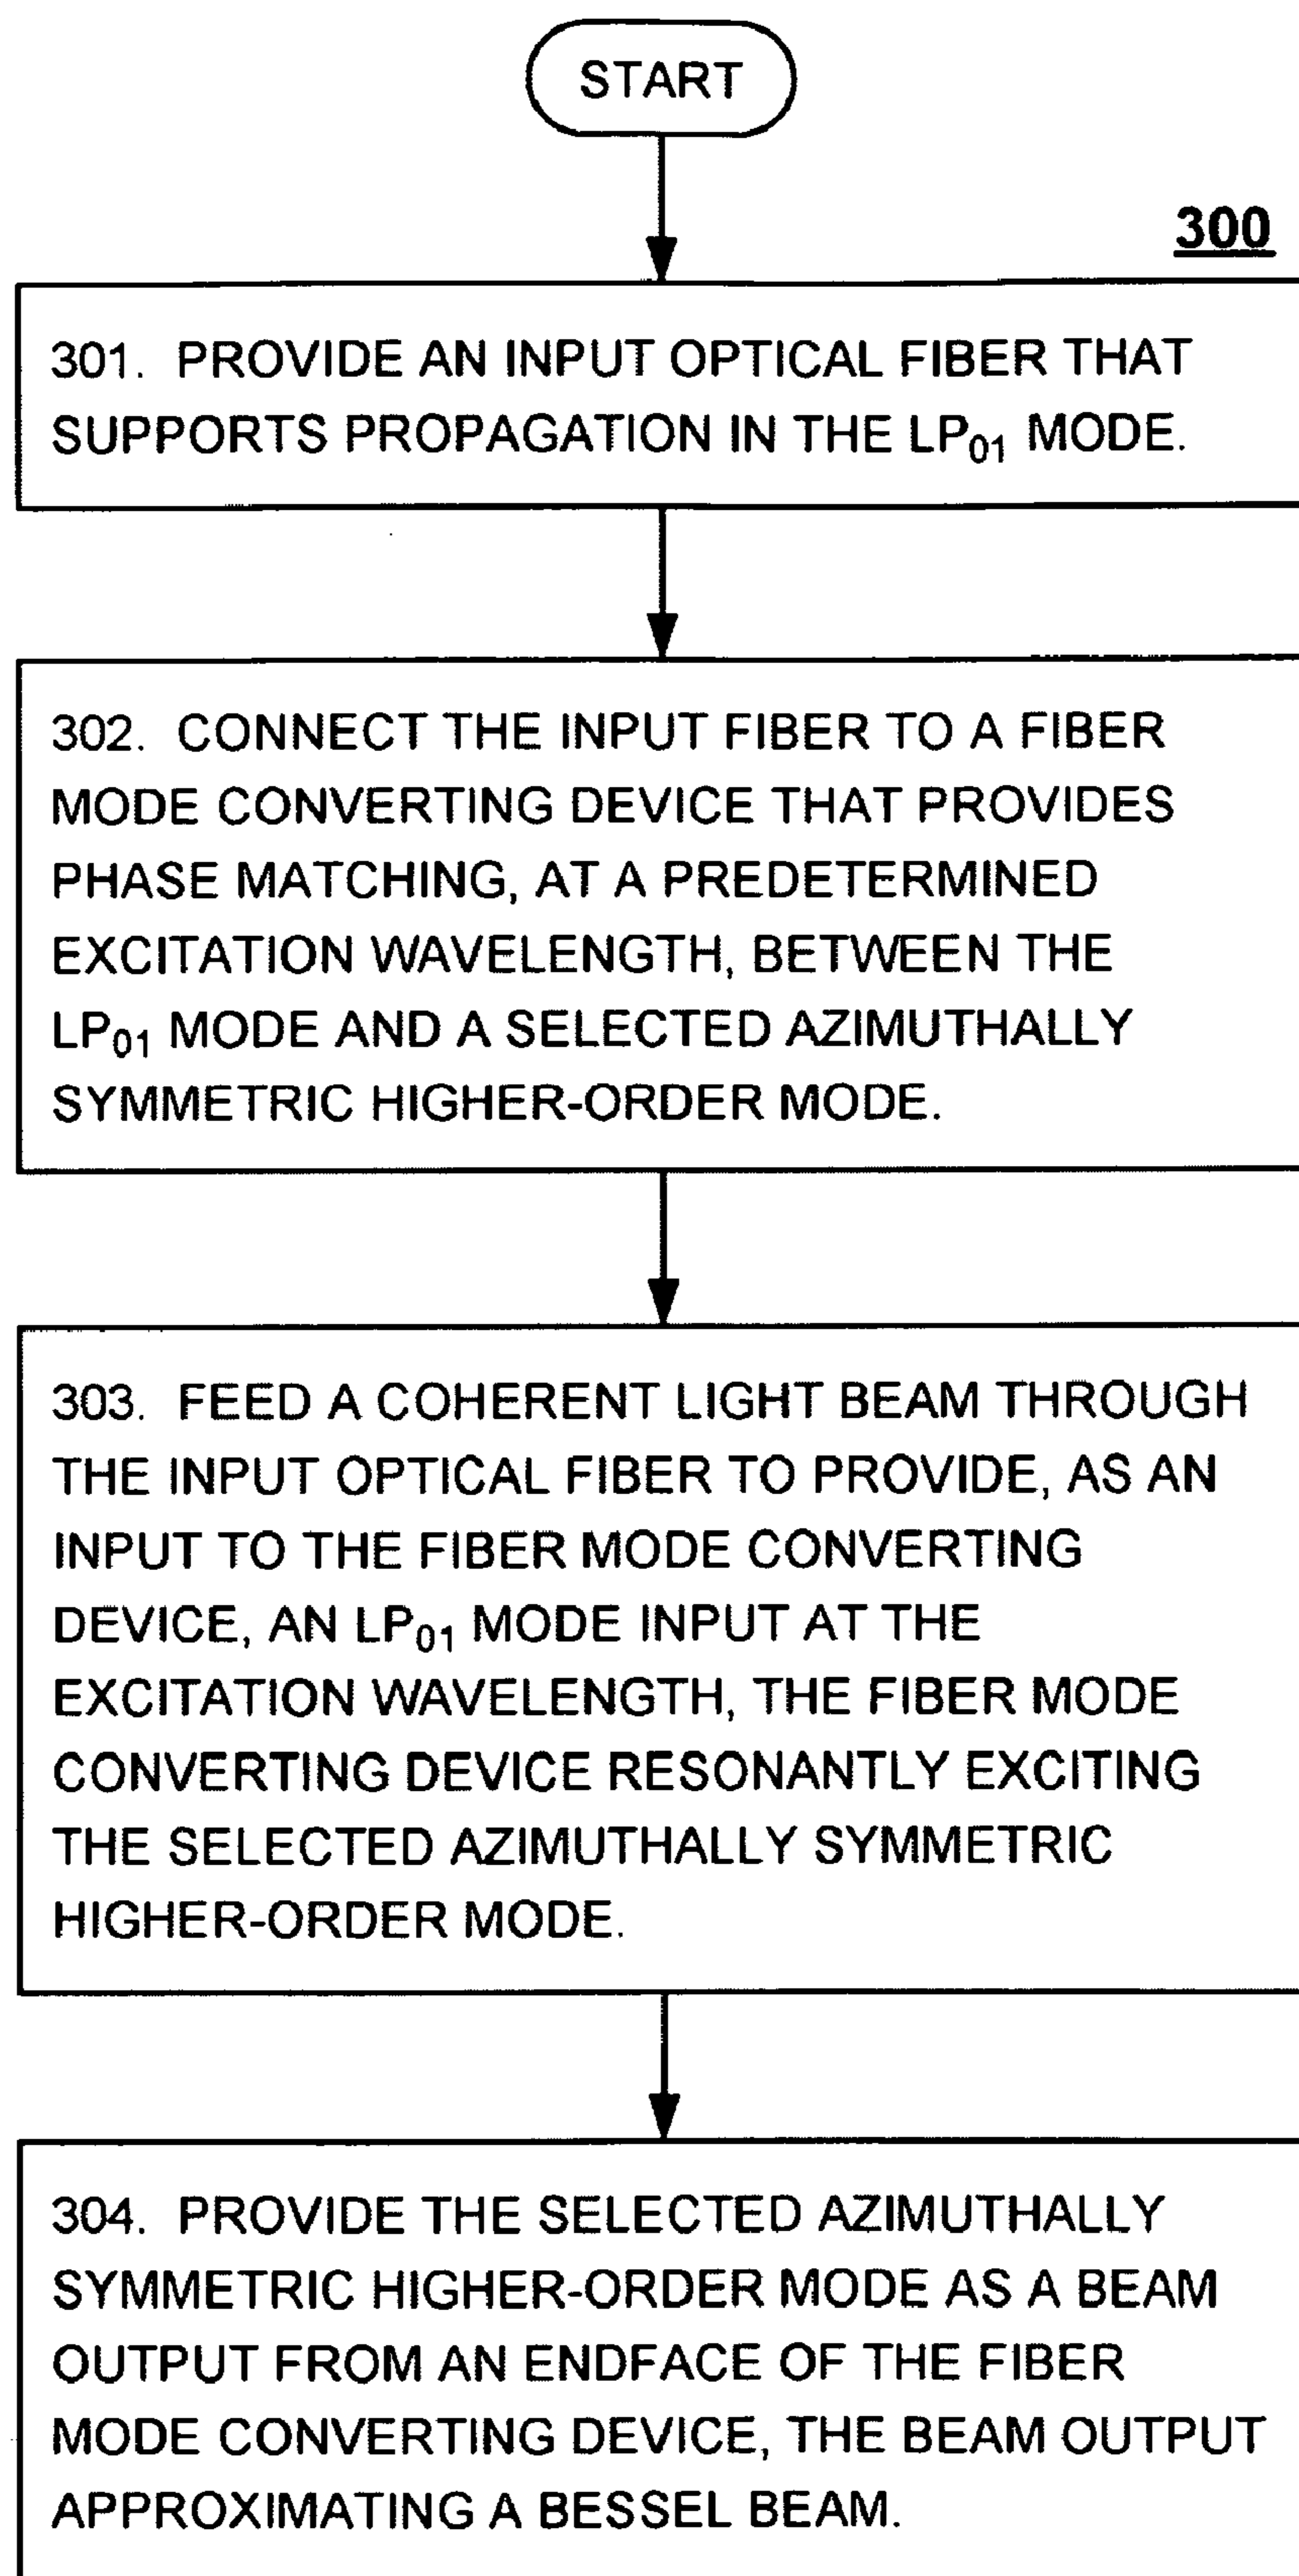 START
300
301. PROVIDE AN INPUT OPTICAL FIBER THAT
SUPPORTS PROPAGATION IN THE LP₀₁ MODE.
302. CONNECT THE INPUT FIBER TO A FIBER
MODE CONVERTING DEVICE THAT PROVIDES
PHASE MATCHING, AT A PREDETERMINED
EXCITATION WAVELENGTH, BETWEEN THE
LP₀₁ MODE AND A SELECTED AZIMUTHALLY
SYMMETRIC HIGHER-ORDER MODE.
303. FEED A COHERENT LIGHT BEAM THROUGH
THE INPUT OPTICAL FIBER TO PROVIDE, AS AN
INPUT TO THE FIBER MODE CONVERTING
DEVICE, AN LP₀₁ MODE INPUT AT THE
EXCITATION WAVELENGTH, THE FIBER MODE
CONVERTING DEVICE RESONANTLY EXCITING
THE SELECTED AZIMUTHALLY SYMMETRIC
HIGHER-ORDER MODE.
304. PROVIDE THE SELECTED AZIMUTHALLY
SYMMETRIC HIGHER-ORDER MODE AS A BEAM
OUTPUT FROM AN ENDFACE OF THE FIBER
MODE CONVERTING DEVICE, THE BEAM OUTPUT
APPROXIMATING A BESSEL BEAM.